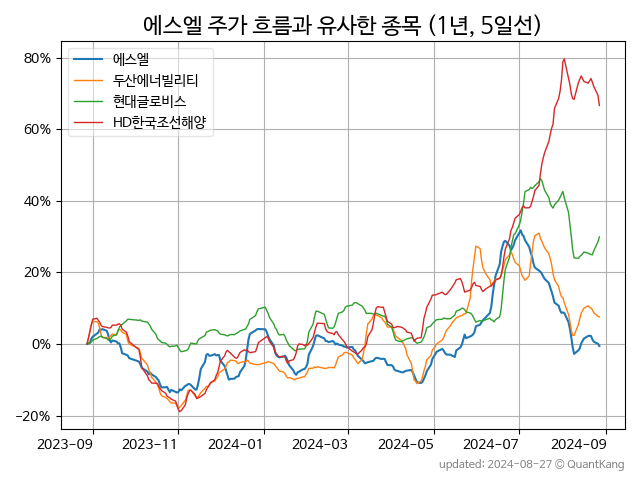 에스엘 주가 흐름과 유사한 종목 (1년, 5일선)
에스엘
두산에너빌리티
현대글로비스
HD한국조선해양
80%
60%
40%
20%
0%
−20%
2023-09
2023-11
2024-01
2024-03
2024-05
2024-07
2024-09
updated: 2024-08-27 © QuantKang